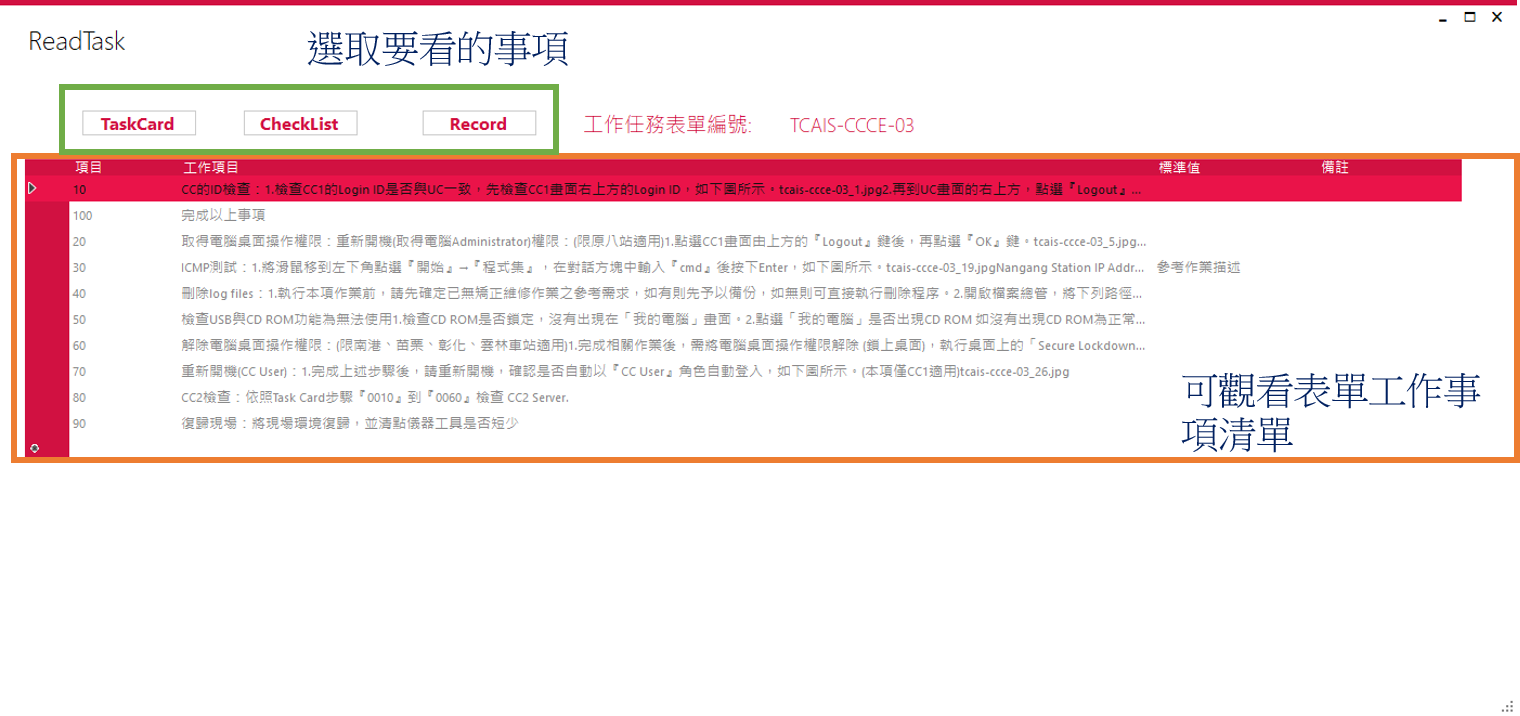 ReadTask
選取要看的事項
TaskCard CheckList Record 工作任務表單編號: TCAIS-CCCE-03
項目 工作項目 標準值 備註
10 CC的ID檢查：1.檢查CC1的Login ID是否與UC一致，先檢查CC1畫面右上方的Login ID，如下圖所示。tcais-ccce-03_1.jpg2.再到UC畫面的右上方，點選『Logout』...
100 完成以上事項
20 取得電腦桌面操作權限：重新開機(取得電腦Administrator)權限：(限原八站適用)1.點選CC1畫面由上方的『Logout』鍵後，再點選『OK』鍵。tcais-ccce-03_5.jpg...
30 ICMP測試：1.將滑鼠移到左下角點選『開始』→『程式集』，在對話方塊中輸入『cmd』後按下Enter，如下圖所示。tcais-ccce-03_19.jpgNangang Station IP Addr... 參考作業描述
40 刪除log files：1.執行本項作業前，請先確定已無矯正維修作業之參考需求，如有則先予以備份，如無則可直接執行刪除程序。2.開啟檔案總管，將下列路徑...
50 檢查USB與CD ROM功能為無法使用1.檢查CD ROM是否鎖定，沒有出現在「我的電腦」畫面。2.點選「我的電腦」是否出現CD ROM 如沒有出現CD ROM為正常...
60 解除電腦桌面操作權限：(限南港、苗栗、彰化、雲林車站適用)1.完成相關作業後，需將電腦桌面操作權限解除 (鎖上桌面)，執行桌面上的「Secure Lockdown...
70 重新開機(CC User)：1.完成上述步驟後，請重新開機，確認是否自動以『CC User』角色自動登入，如下圖所示。(本項僅CC1適用)tcais-ccce-03_26.jpg
80 CC2檢查：依照Task Card步驟『0010』到『0060』檢查 CC2 Server.
90 復歸現場：將現場環境復歸，並清點儀器工具是否短少
可觀看表單工作事
項清單